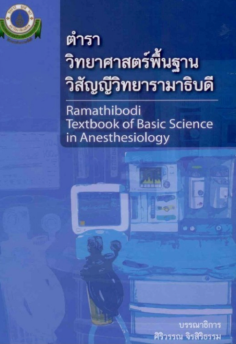 ตำรา
วิทยาศาสตร์พื้นฐาน
วิสัญญีวิทยารามาธิบดี
Ramathibodi
Textbook of Basic Science
in Anesthesiology
บรรณาธิการ
ศิริวรรณ จิรสิริธรรม